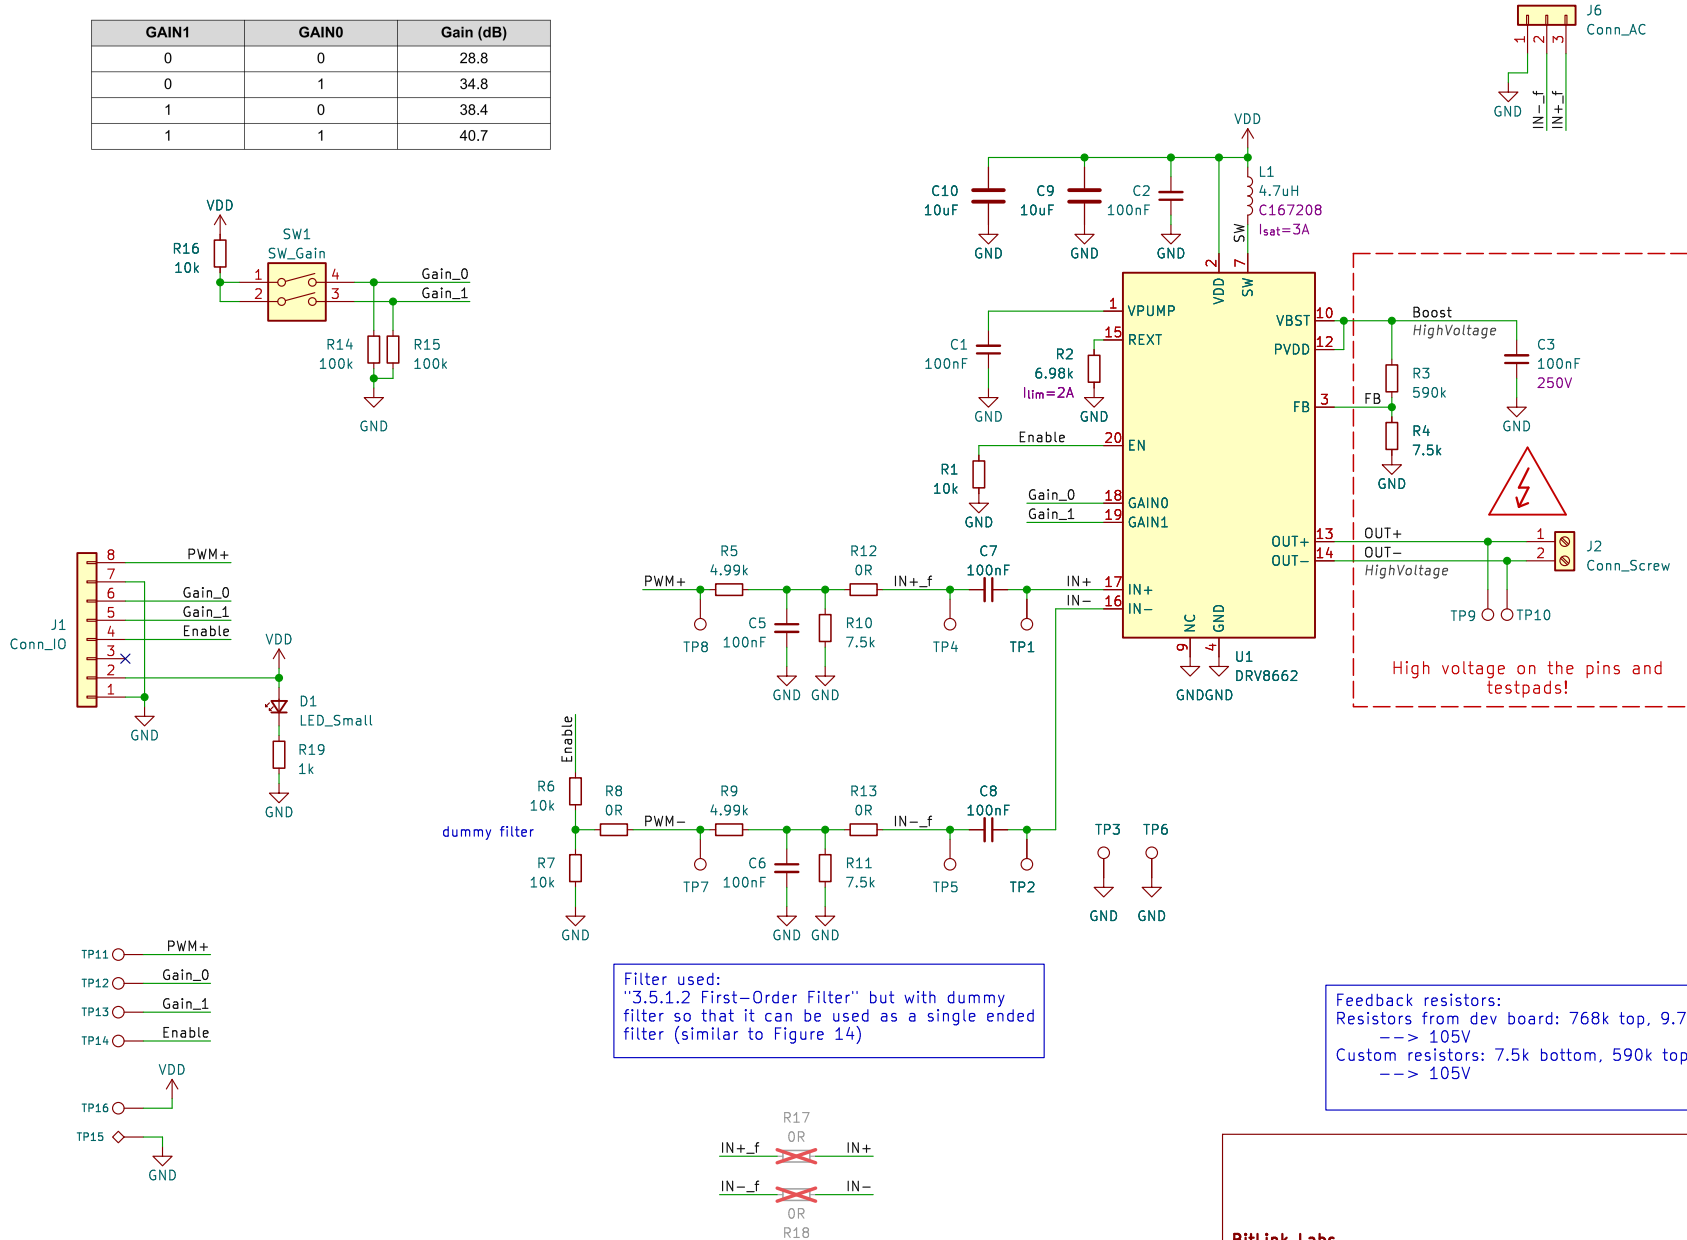 GAIN1 GAIN0 Gain (dB)
0 0 28.8
0 1 34.8
1 0 38.4
1 1 40.7
J6
Conn_AC
1 2 3
GND
IN-_f
IN+_f
VDD
R16
10k
SW1
SW_Gain
1 4 Gain_0
2 3 Gain_1
R14
100k
R15
100k
GND
VDD
C10
10uF
C9
10uF
C2
100nF
L1
4.7uH
C167208
Isat=3A
SW
GND GND GND
2 7
VDD SW
1 VPUMP
15 REXT
C1
100nF
R2
6.98k
Ilim=2A
GND GND
Enable 20 EN
R1
10k
GND
Gain_0 18 GAIN0
Gain_1 19 GAIN1
VBST 10
PVDD 12
Boost
HighVoltage
C3
100nF
250V
GND
R3
590k
FB 3 FB
R4
7.5k
GND
OUT+ 13 OUT+ 1
OUT- 14 OUT- 2
HighVoltage
J2
Conn_Screw
TP9 TP10
High voltage on the pins and
testpads!
NC GND
9 4
GND GND
U1
DRV8662
J1
Conn_IO
8 PWM+
7
6 Gain_0
5 Gain_1
4 Enable
3
2
1
GND
VDD
D1
LED_Small
R19
1k
GND
PWM+
R5
4.99k
R12
0R
IN+_f
C7
100nF
IN+ 17 IN+
IN- 16 IN-
TP8
C5
100nF
R10
7.5k
TP4
TP1
GND GND
Enable
R6
10k
R8
0R
dummy filter
PWM-
R9
4.99k
R13
0R
IN-_f
C8
100nF
R7
10k
TP7
C6
100nF
R11
7.5k
TP5
TP2
GND GND GND
TP3 TP6
GND GND
TP11 PWM+
TP12 Gain_0
TP13 Gain_1
TP14 Enable
VDD
TP16
TP15
GND
Filter used:
"3.5.1.2 First-Order Filter" but with dummy
filter so that it can be used as a single ended
filter (similar to Figure 14)
Feedback resistors:
Resistors from dev board: 768k top, 9.7
--> 105V
Custom resistors: 7.5k bottom, 590k top
--> 105V
R17
0R
IN+_f IN+
IN-_f IN-
0R
R18
BitLink Labs